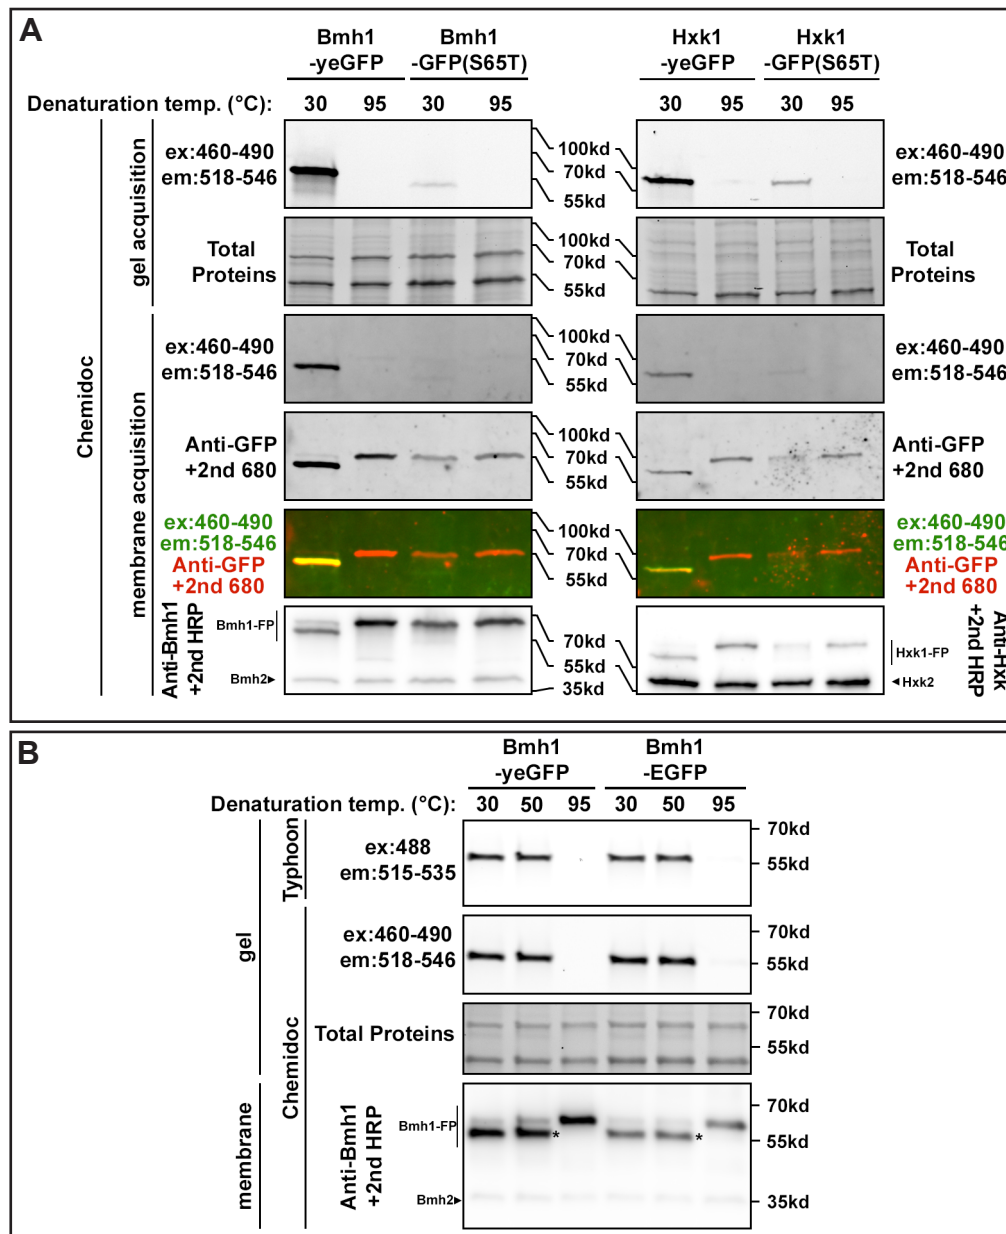 A
Bmh1
-yeGFP
Bmh1
-GFP(S65T)
Hxk1
-yeGFP
Hxk1
-GFP(S65T)
Denaturation temp. (°C):
30
95
30
95
30
95
30
95
Chemidoc
gel acquisition
ex:460-490
em:518-546
100kd
70kd
55kd
ex:460-490
em:518-546
Total
Proteins
100kd
70kd
55kd
Total
Proteins
membrane acquisition
ex:460-490
em:518-546
100kd
70kd
55kd
ex:460-490
em:518-546
Anti-GFP
+2nd 680
100kd
70kd
55kd
Anti-GFP
+2nd 680
ex:460-490
em:518-546
Anti-GFP
+2nd 680
100kd
70kd
55kd
ex:460-490
em:518-546
Anti-GFP
+2nd 680
Anti-Bmh1
+2nd HRP
Bmh1-FP
Bmh2
70kd
55kd
35kd
Hxk1-FP
Hxk2
Anti-Hxk
+2nd HRP
B
Bmh1
-yeGFP
Bmh1
-EGFP
Denaturation temp. (°C):
30
50
95
30
50
95
Typhoon
ex:488
em:515-535
70kd
55kd
gel
Chemidoc
ex:460-490
em:518-546
70kd
55kd
Total Proteins
70kd
55kd
membrane
Anti-Bmh1
+2nd HRP
Bmh1-FP
*
*
Bmh2
70kd
55kd
35kd